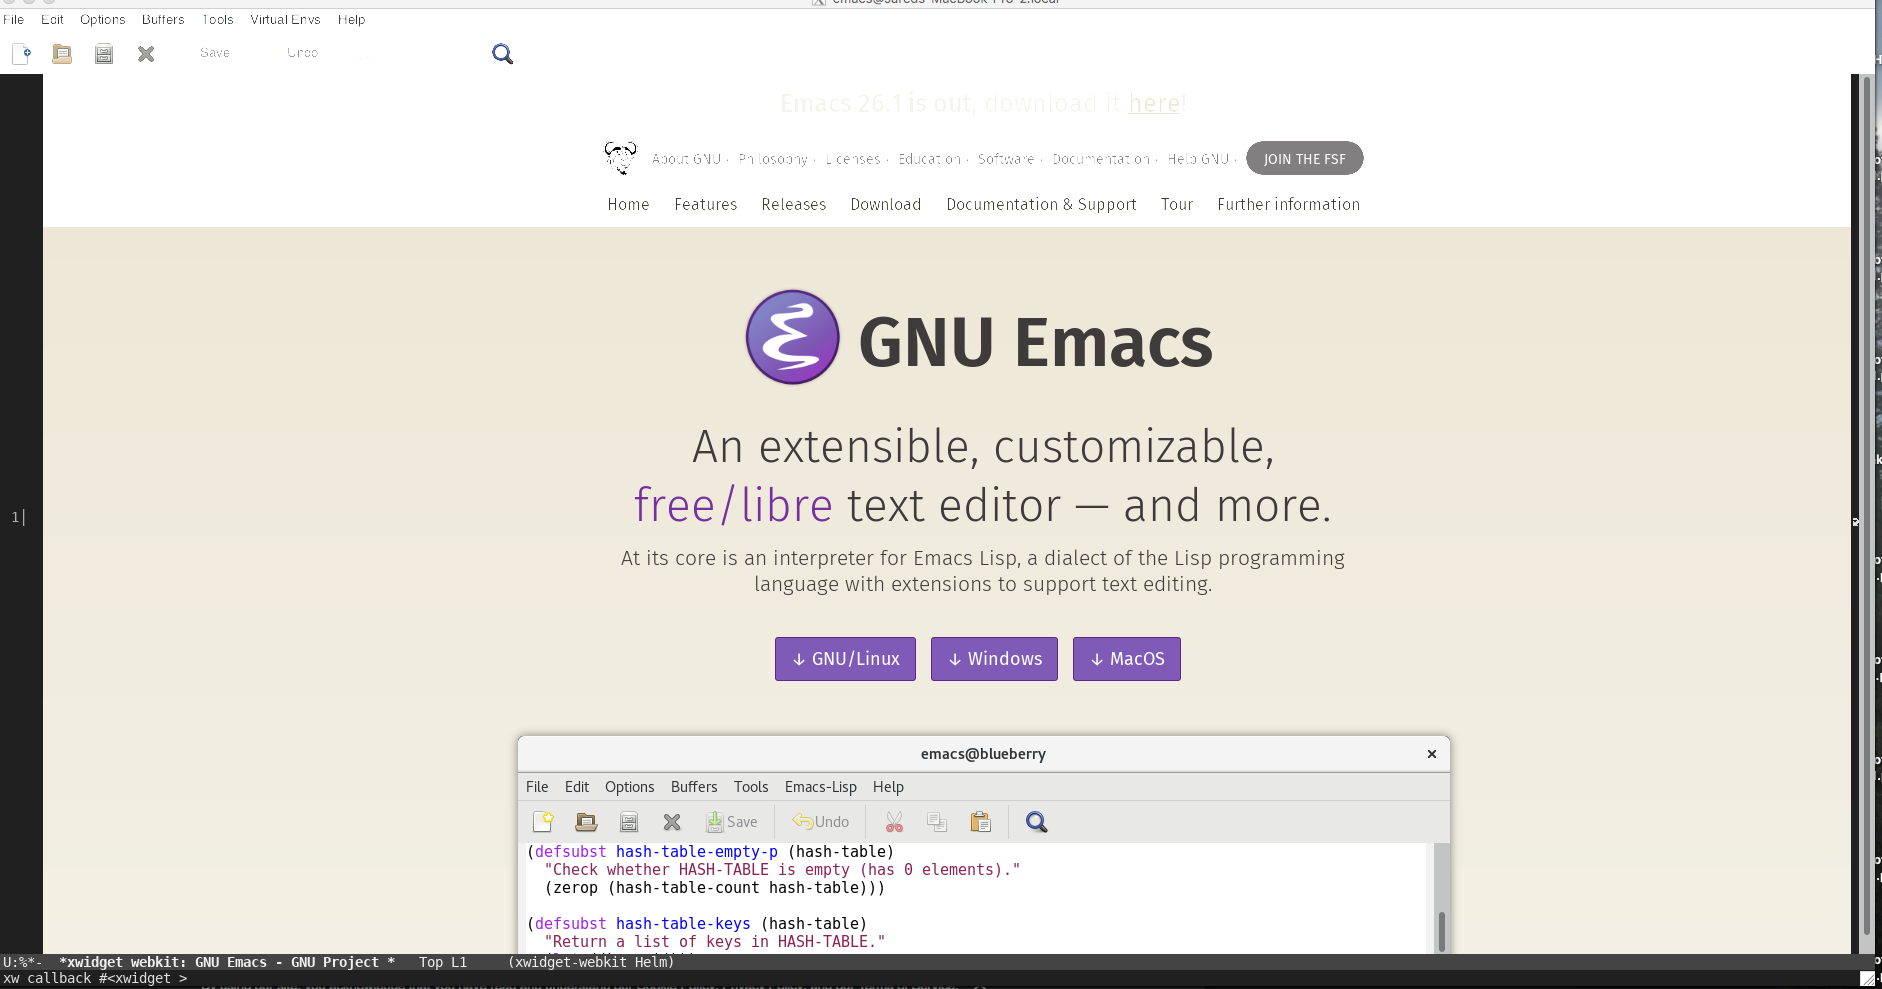 File Edit Options Buffers Tools Virtual Envs Help
Save Undo
Emacs 26.1 is out, download it here!
About GNU · Philosophy · Licenses · Education · Software · Documentation · Help GNU · JOIN THE FSF
Home Features Releases Download Documentation & Support Tour Further information
GNU Emacs
An extensible, customizable,
free/libre text editor — and more.
At its core is an interpreter for Emacs Lisp, a dialect of the Lisp programming
language with extensions to support text editing.
1
↓ GNU/Linux ↓ Windows ↓ MacOS
emacs@blueberry
File Edit Options Buffers Tools Emacs-Lisp Help
Save Undo
(defsubst hash-table-empty-p (hash-table)
"Check whether HASH-TABLE is empty (has 0 elements)."
(zerop (hash-table-count hash-table)))
(defsubst hash-table-keys (hash-table)
"Return a list of keys in HASH-TABLE."
U:%*- *xwidget webkit: GNU Emacs - GNU Project * Top L1 (xwidget-webkit Helm)
xw callback #<xwidget >